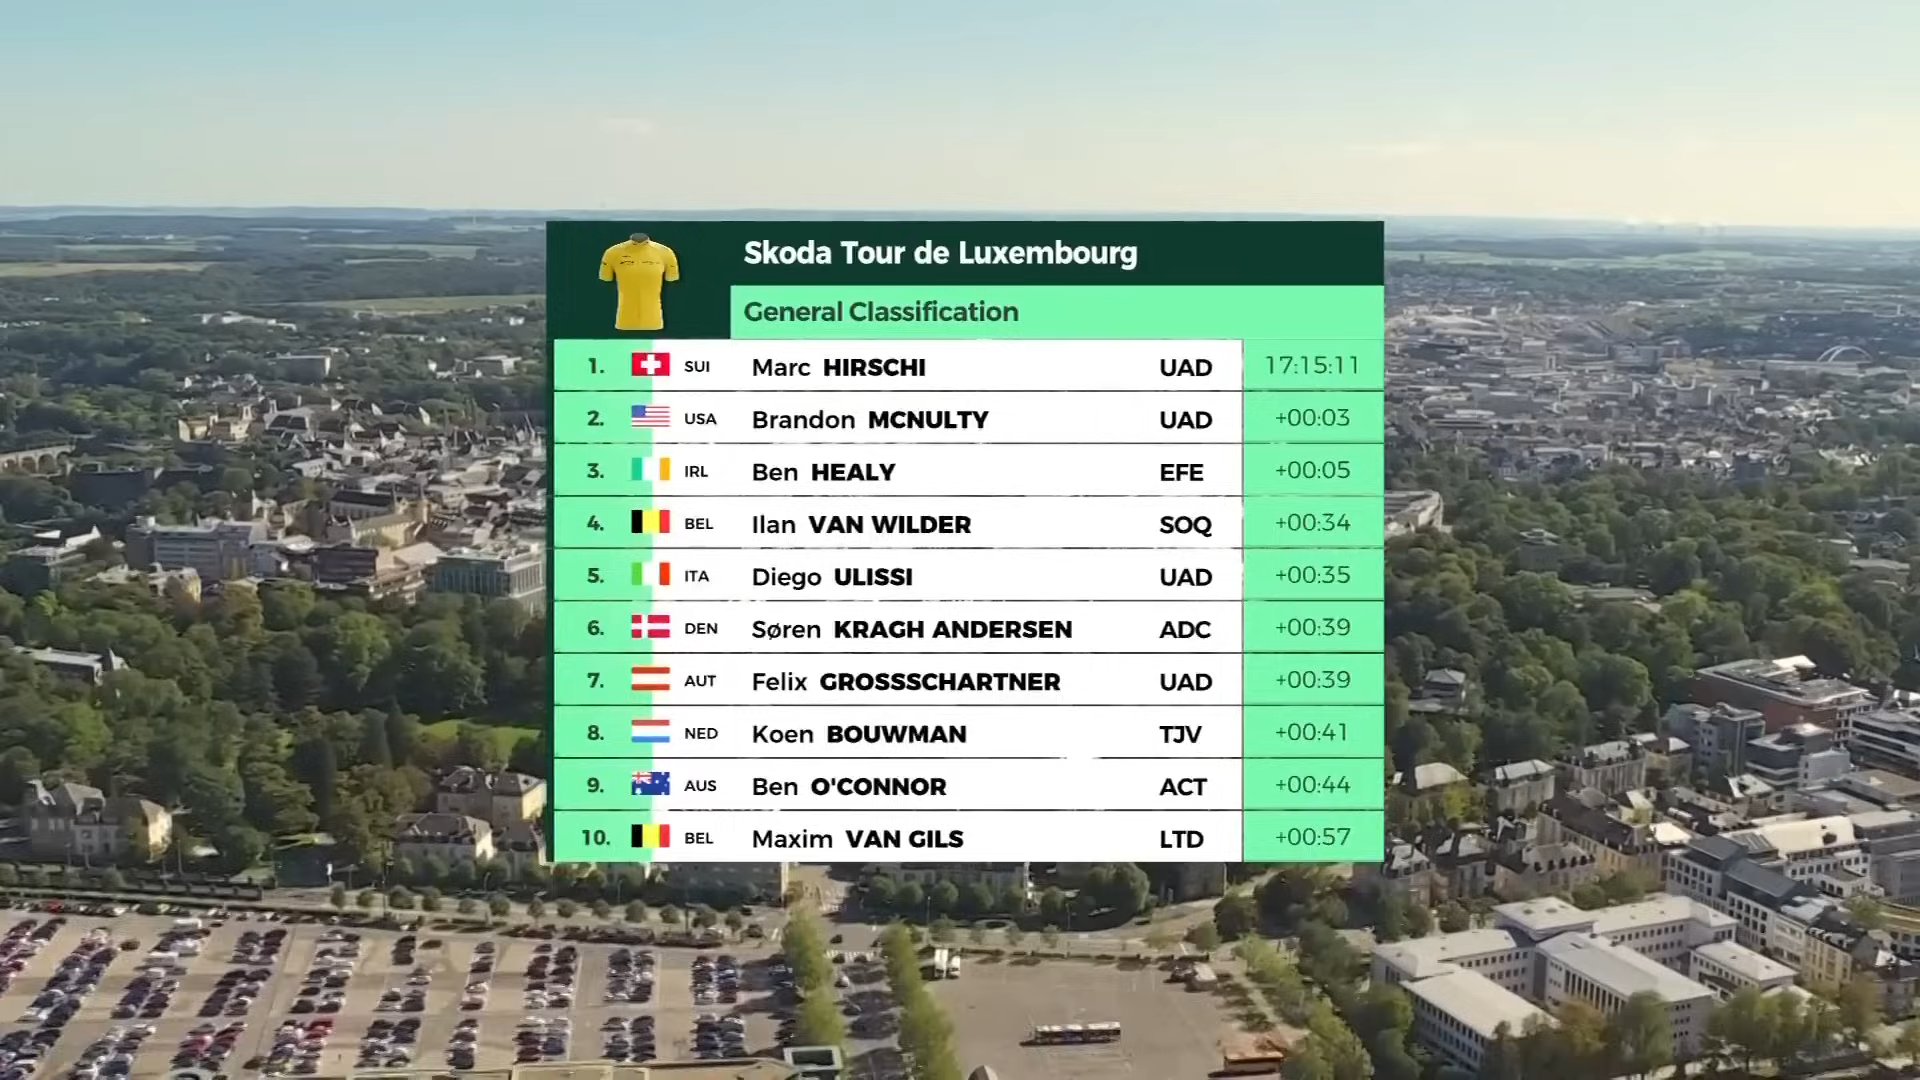 Skoda Tour de Luxembourg
General Classification
1. SUI Marc HIRSCHI UAD 17:15:11
2. USA Brandon MCNULTY UAD +00:03
3. IRL Ben HEALY EFE +00:05
4. BEL Ilan VAN WILDER SOQ +00:34
5. ITA Diego ULISSI UAD +00:35
6. DEN Søren KRAGH ANDERSEN ADC +00:39
7. AUT Felix GROSSSCHARTNER UAD +00:39
8. NED Koen BOUWMAN TJV +00:41
9. AUS Ben O'CONNOR ACT +00:44
10. BEL Maxim VAN GILS LTD +00:57